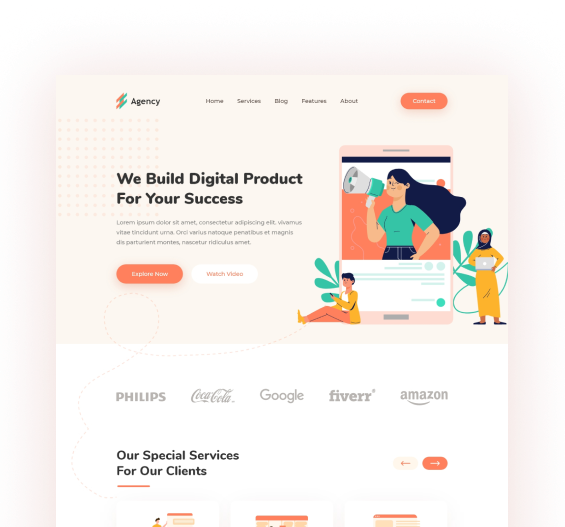 Agency
Home Services Blog Features About Contact
We Build Digital Product
For Your Success
Lorem ipsum dolor sit amet, consectetur adipiscing elit. vivamus
vitae tincidunt urna. Orci varius natoque penatibus et magnis
dis parturient montes, nascetur ridiculus amet.
Explore Now Watch Video
PHILIPS Coca-Cola Google fiverr amazon
Our Special Services
For Our Clients